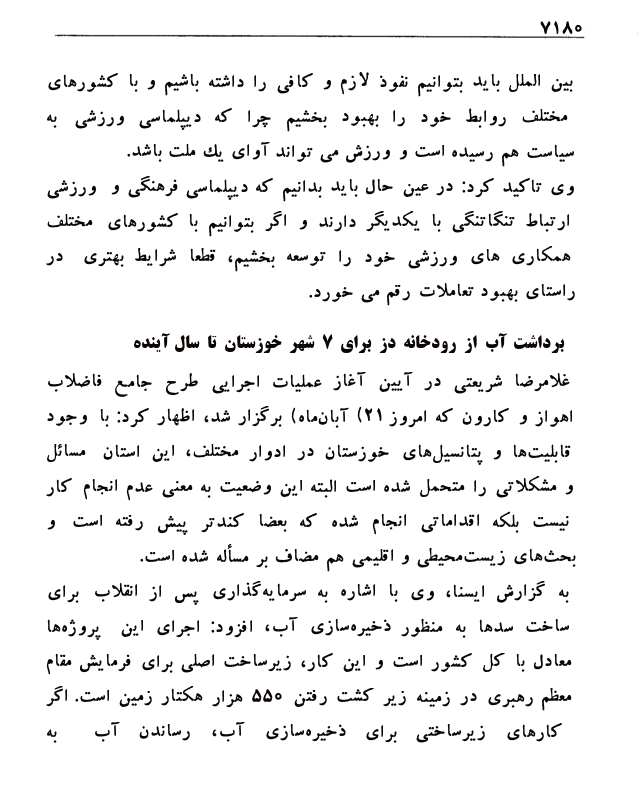 ۷۱۸۰
بین الملل باید بتوانیم نفوذ لازم و کافی را داشته باشیم و با کشورهای
مختلف روابط خود را بهبود بخشیم چرا که دیپلماسی ورزشی به
سیاست هم رسیده است و ورزش می تواند آوای یك ملت باشد.
وی تاکید کرد: در عین حال باید بدانیم که دیپلماسی فرهنگی و ورزشی
ارتباط تنگاتنگی با یکدیگر دارند و اگر بتوانیم با کشورهای مختلف
همکاری های ورزشی خود را توسعه بخشیم، قطعا شرایط بهتری در
راستای بهبود تعاملات رقم می خورد.
برداشت آب از رودخانه دز برای ۷ شهر خوزستان تا سال آینده
غلامرضا شریعتی در آیین آغاز عملیات اجرایی طرح جامع فاضلاب
اهواز و کارون که امروز ۲۱) آبان‌ماه) برگزار شد، اظهار کرد: با وجود
قابلیت‌ها و پتانسیل‌های خوزستان در ادوار مختلف، این استان مسائل
و مشکلاتی را متحمل شده است البته این وضعیت به معنی عدم انجام کار
نیست بلکه اقداماتی انجام شده که بعضا کندتر پیش رفته است و
بحث‌های زیست‌محیطی و اقلیمی هم مضاف بر مسأله شده است.
به گزارش ایسنا، وی با اشاره به سرمایه‌گذاری پس از انقلاب برای
ساخت سدها به منظور ذخیره‌سازی آب، افزود: اجرای این پروژه‌ها
معادل با کل کشور است و این کار، زیرساخت اصلی برای فرمایش مقام
معظم رهبری در زمینه زیر کشت رفتن ۵۵۰ هزار هکتار زمین است. اگر
کارهای زیرساختی برای ذخیره‌سازی آب، رساندن آب به